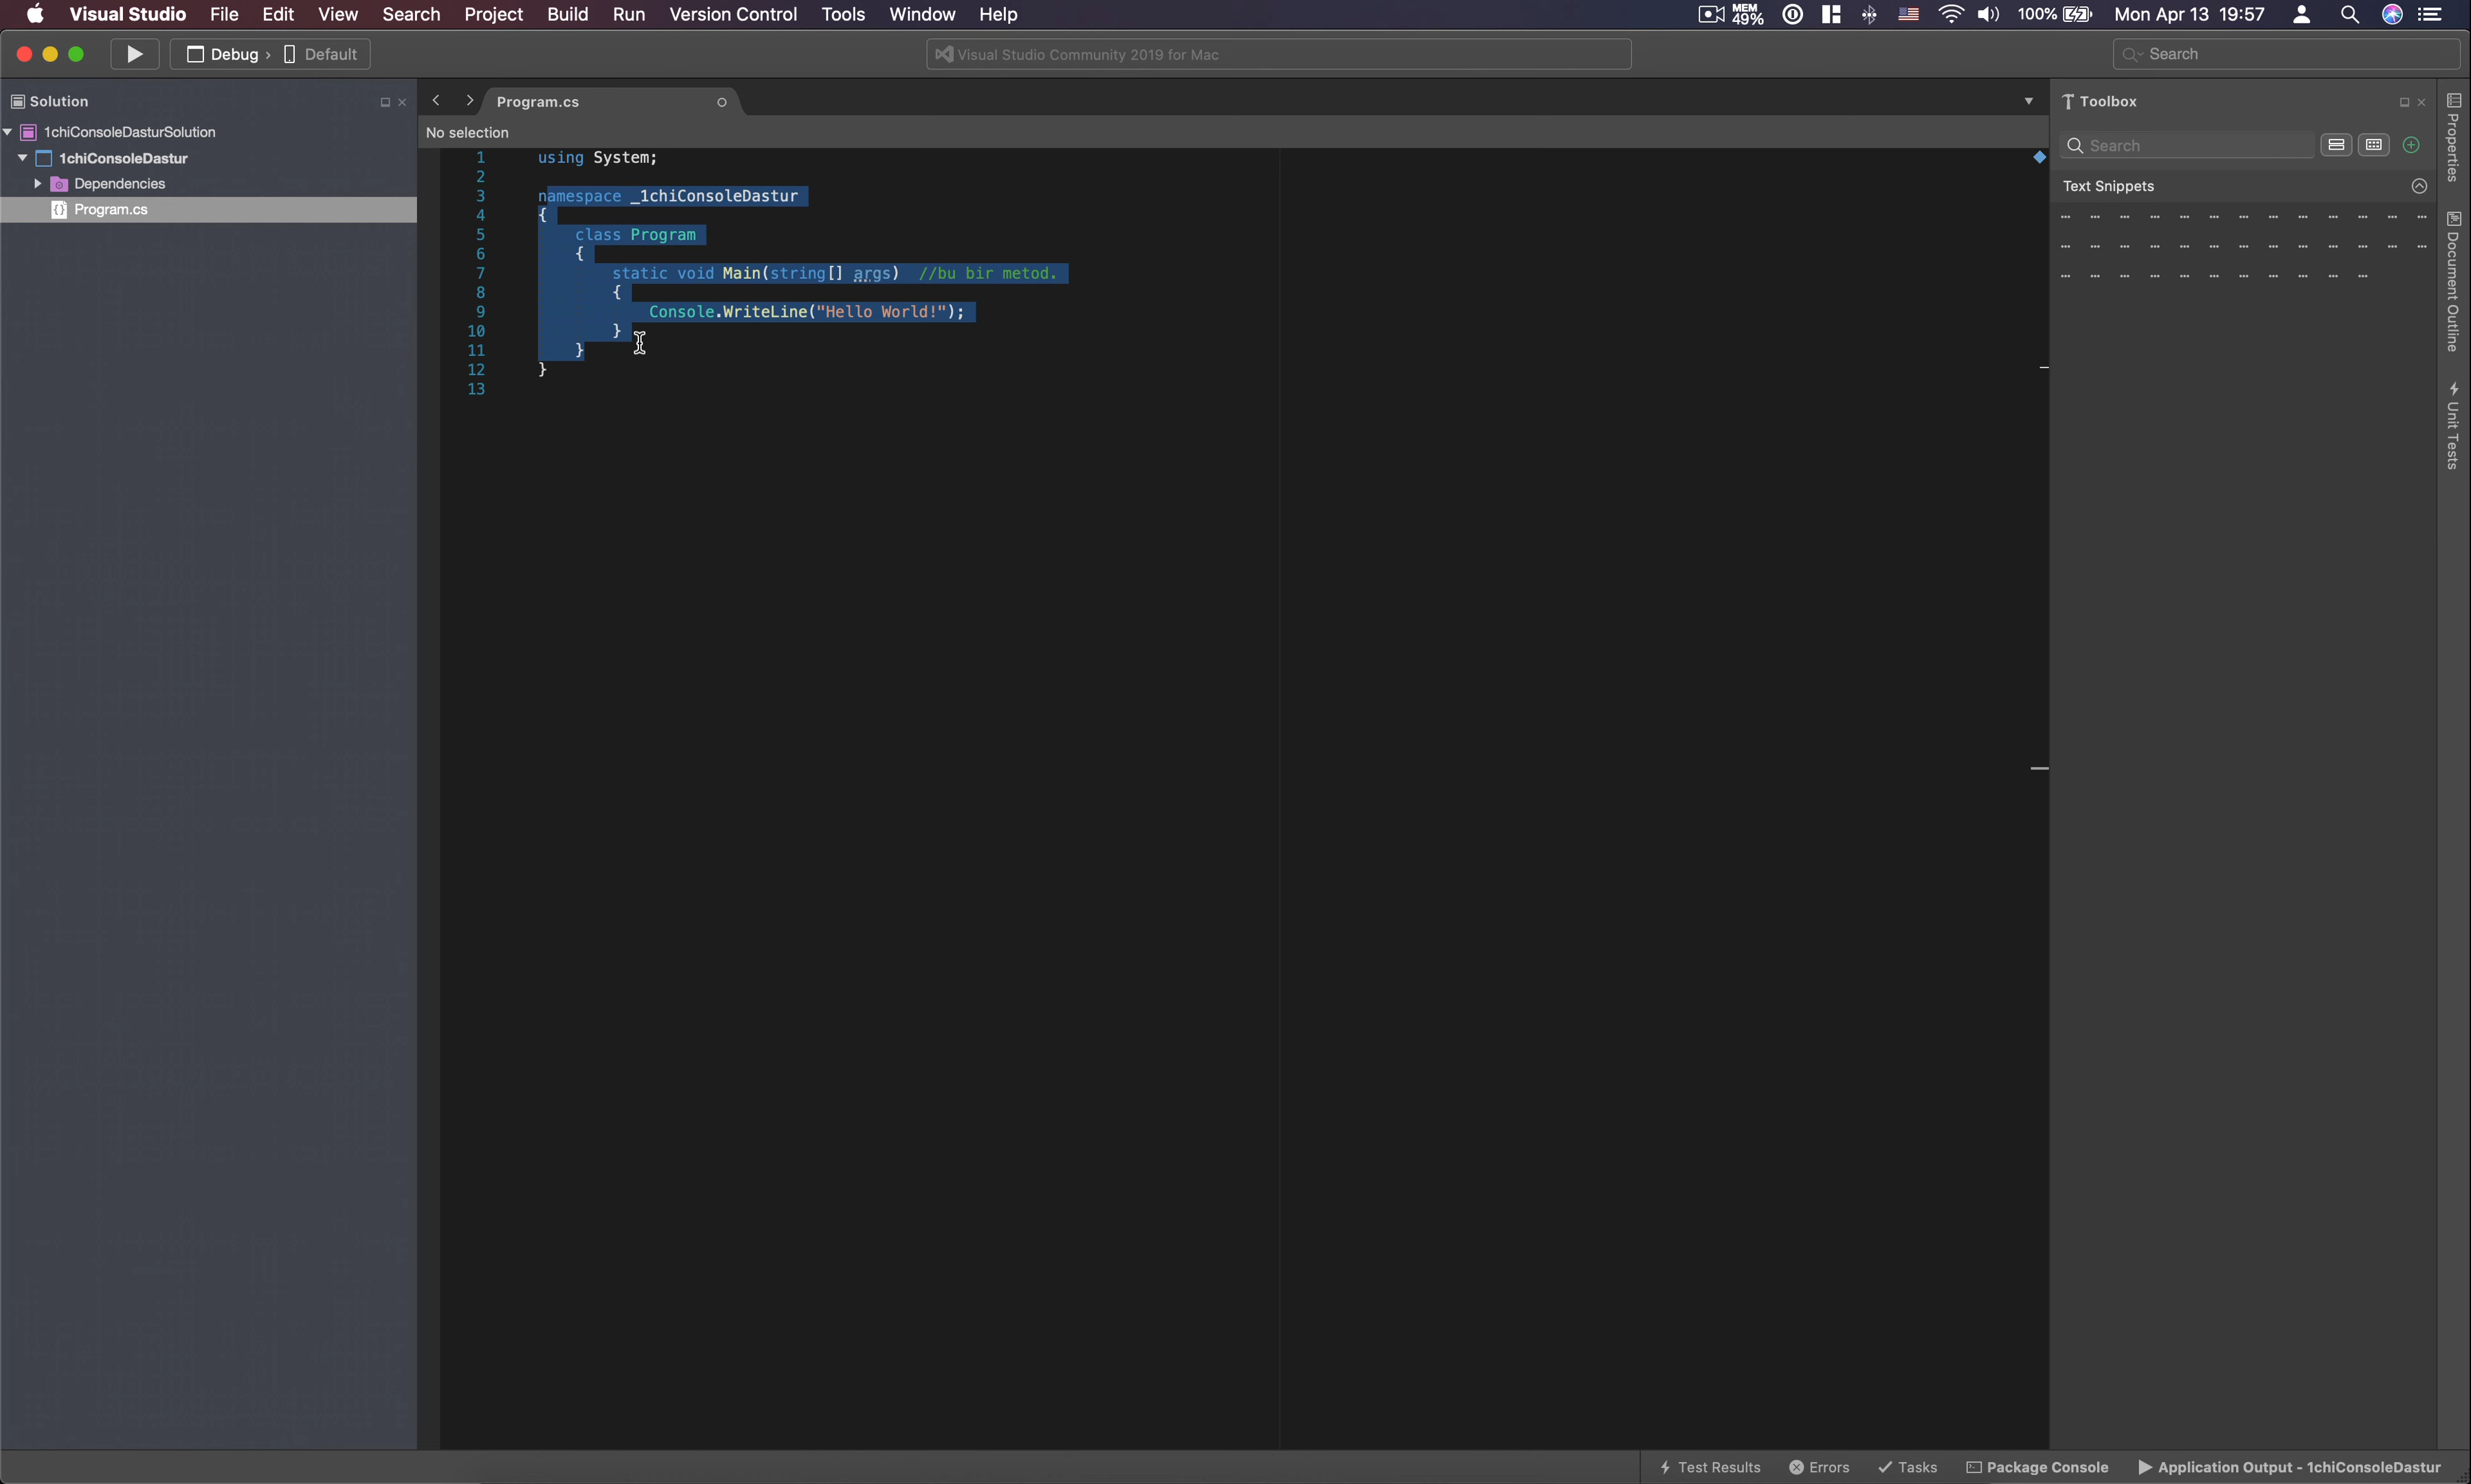 Visual Studio File Edit View Search Project Build Run Version Control Tools Window Help MEM 49% 100% Mon Apr 13 19:57
Debug › Default Visual Studio Community 2019 for Mac Search
Solution
1chiConsoleDasturSolution
1chiConsoleDastur
Dependencies
Program.cs
Program.cs
No selection
1 using System;
2
3 namespace _1chiConsoleDastur
4 {
5 class Program
6 {
7 static void Main(string[] args) //bu bir metod.
8 {
9 Console.WriteLine("Hello World!");
10 }
11 }
12 }
13
Toolbox
Search
Text Snippets
Properties
Document Outline
Unit Tests
Test Results Errors Tasks Package Console Application Output - 1chiConsoleDastur